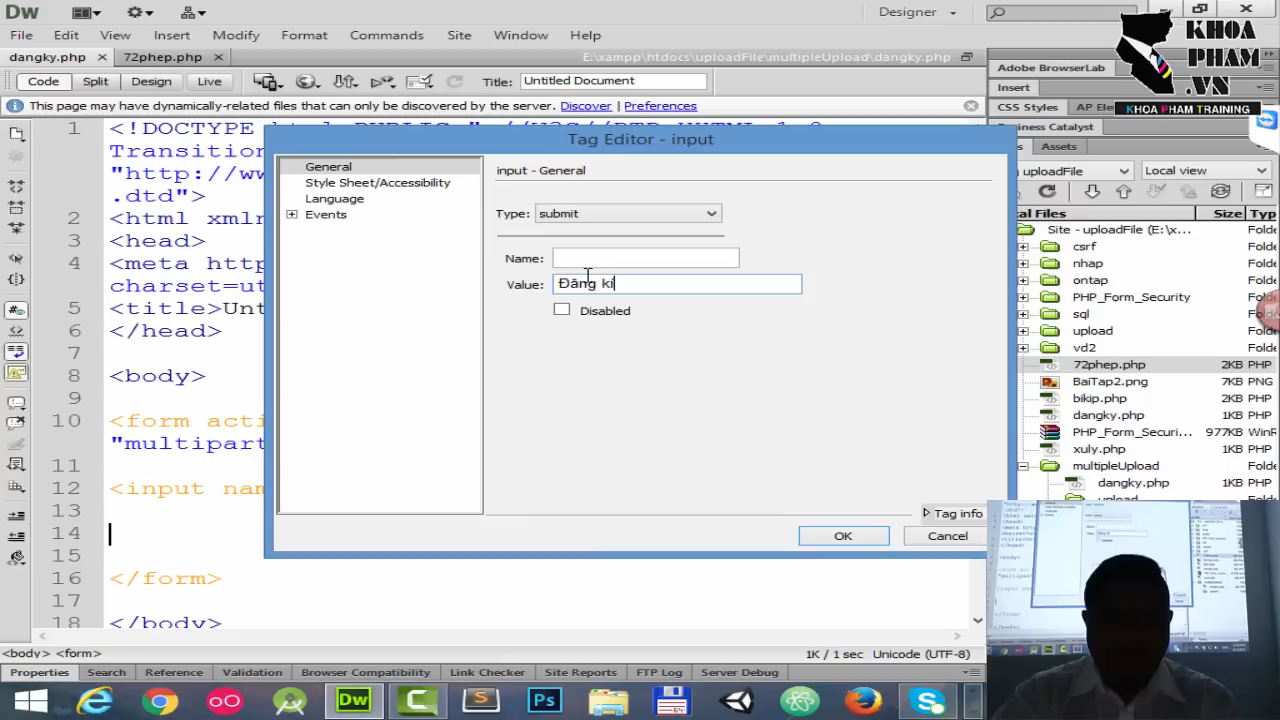 Dw
Designer
File Edit View Insert Modify Format Commands Site Window Help
dangky.php 72phep.php E:\xampp\htdocs\uploadFile\multipleUpload\dangky.php
Code Split Design Live Title: Untitled Document
This page may have dynamically-related files that can only be discovered by the server. Discover Preferences
KHOA
PHAM
.VN
KHOA PHAM TRAINING
Adobe BrowserLab
Insert
CSS Styles
Assets
uploadFile Local view
Size
Site - uploadFile (E:\x...
csrf
nhap
ontap
PHP_Form_Security
sql
upload
vd2
72phep.php 2KB PHP
BaiTap2.png 7KB PNG
bikip.php 2KB PHP
dangky.php 1KB PHP
PHP_Form_Securi... 977KB
xuly.php 1KB PHP
multipleUpload
dangky.php 1KB PHP
1 <!DOCTYPE html PUBLIC
Transition
"http://ww
.dtd">
2 <html xmln
3 <head>
4 <meta http
charset=ut
5 <title>Unt
6 </head>
7
8 <body>
9
10 <form acti
"multipart
11
12 <input nam
13
14
15
16 </form>
17
18 </body>
Tag Editor - input
General
Style Sheet/Accessibility
Language
Events
input - General
Type: submit
Name:
Value: Đăng kí
Disabled
Tag info
OK Cancel
<body> <form> 1K / 1 sec Unicode (UTF-8)
Properties Search Reference Validation Browser Compatibility Link Checker Site Reports FTP Log Server Debug
Dw Ps